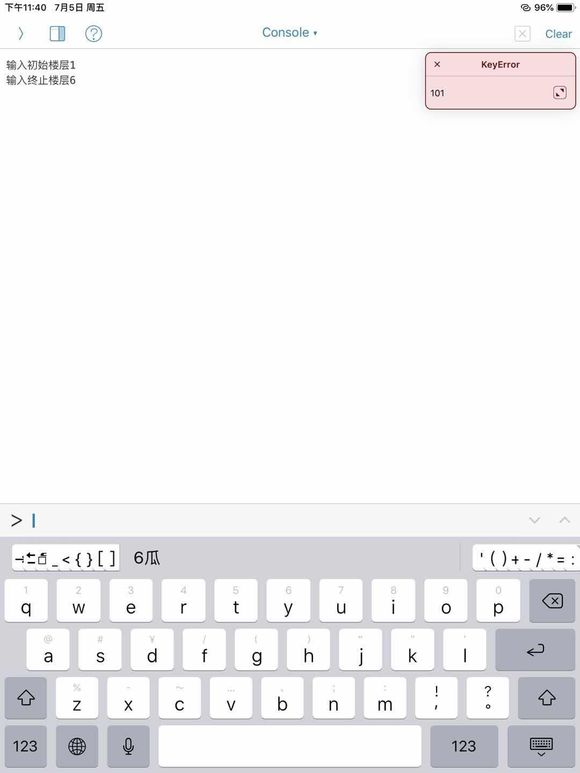 下午11:40 7月5日 周五
96%
Console
Clear
输入初始楼层1
输入终止楼层6
KeyError
101
>
_ < { } [ ]
6瓜
' ( ) + - / * = :
1 2 3 4 5 6 7 8 9 0
q w e r t y u i o p
@ # ¥ / ( ) “ ” '
a s d f g h j k l
% - ~ … 、 ; :
z x c v b n m ! , ? 。
123
123